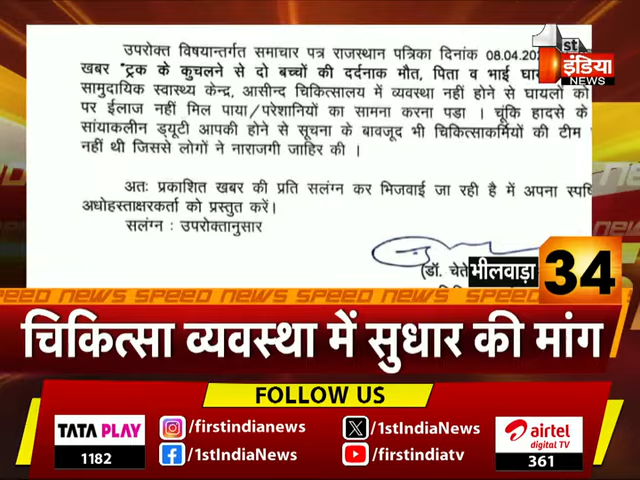 उपरोक्त विषयान्तर्गत समाचार पत्र राजस्थान पत्रिका दिनांक 08.04.
खबर "ट्रक के कुचलने से दो बच्चों की दर्दनाक मौत, पिता व भाई
सामुदायिक स्वास्थ्य केन्द्र, आसीन्द चिकित्सालय में व्यवस्था नहीं होने से घायलों को
पर ईलाज नहीं मिल पाया/परेशानियों का सामना करना पडा । चूंकि हादसे के
सांयाकलीन ड्यूटी आपकी होने से सूचना के बावजूद भी चिकित्साकर्मियों की टीम
नहीं थी जिससे लोगों ने नाराजगी जाहिर की ।
अतः प्रकाशित खबर की प्रति सलंग्न कर भिजवाई जा रही है में अपना
अधोहस्ताक्षरकर्ता को प्रस्तुत करें।
सलंग्न : उपरोक्तानुसार
(डॉ.
1st
इंडिया
NEWS
भीलवाड़ा
34
SPEED NEWS SPEED NEWS SPEED NEWS SPEED NEWS
चिकित्सा व्यवस्था में सुधार की मांग
FOLLOW US
TATA PLAY
1182
/firstindianews
/1stIndiaNews
/1stIndiaNews
/firstindiatv
airtel
digital TV
361